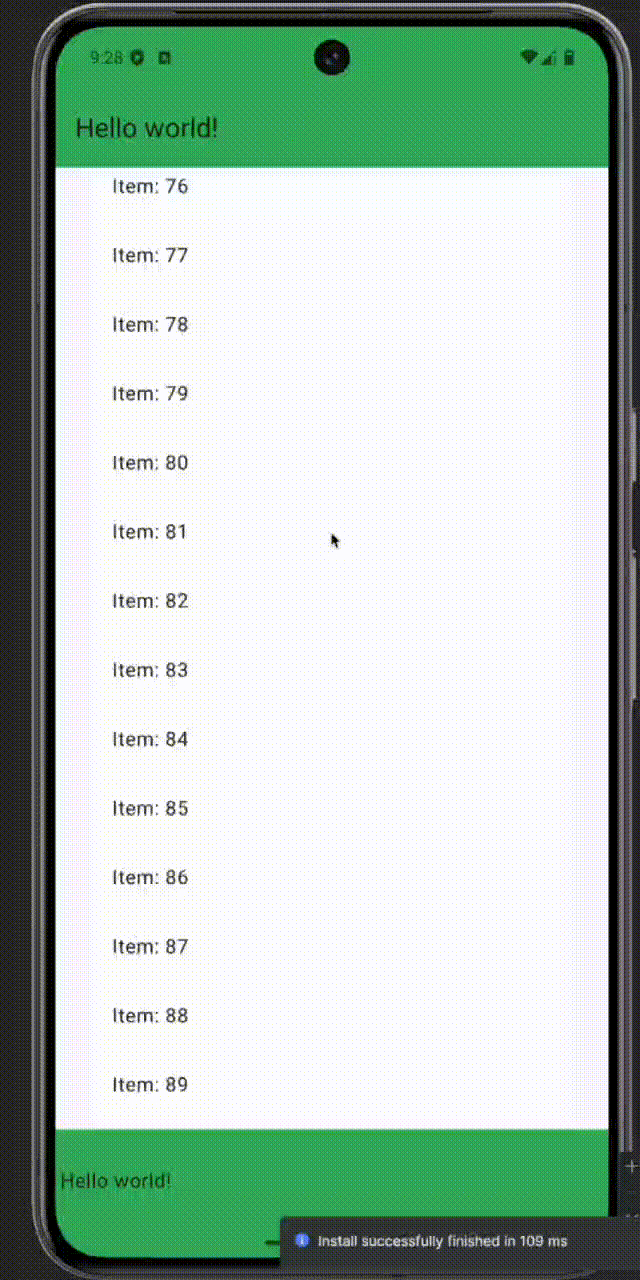 9:28
Hello world!
Item: 76
Item: 77
Item: 78
Item: 79
Item: 80
Item: 81
Item: 82
Item: 83
Item: 84
Item: 85
Item: 86
Item: 87
Item: 88
Item: 89
Hello world!
Install successfully finished in 109 ms